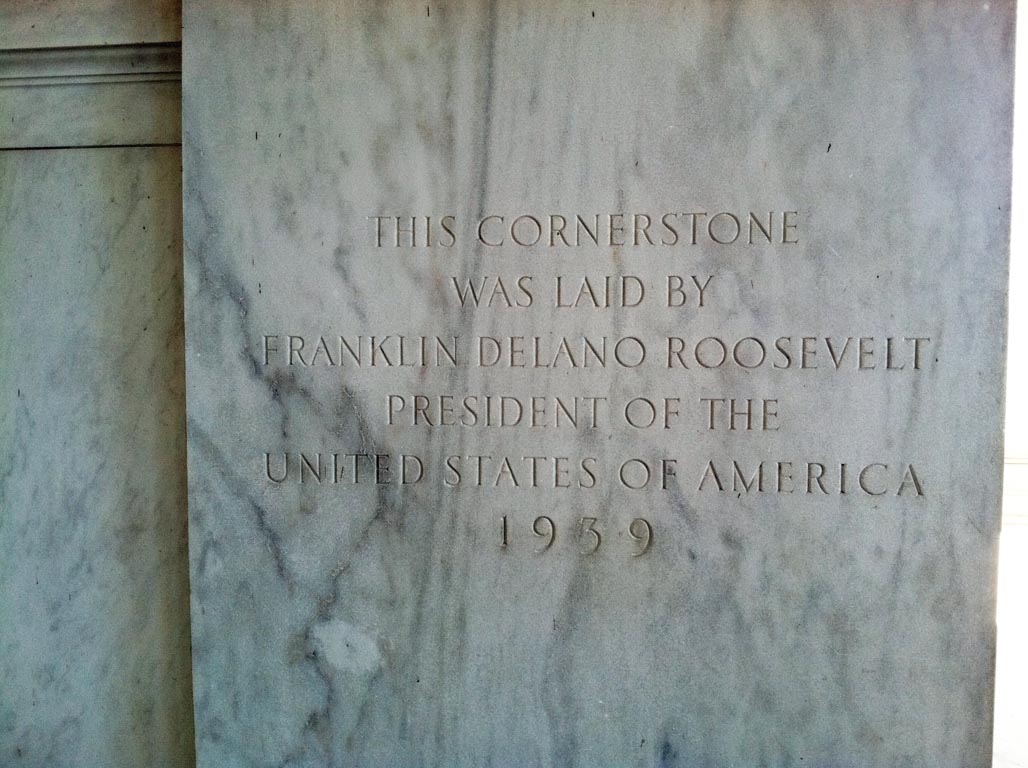 THIS CORNERSTONE
WAS LAID BY
FRANKLIN DELANO ROOSEVELT
PRESIDENT OF THE
UNITED STATES OF AMERICA
1939